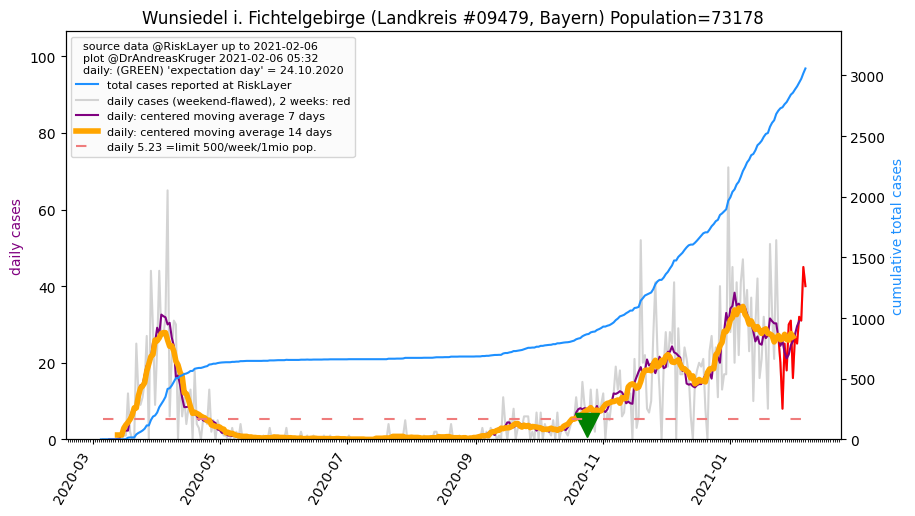 Wunsiedel i. Fichtelgebirge (Landkreis #09479, Bayern) Population=73178
source data @RiskLayer up to 2021-02-06
plot @DrAndreasKruger 2021-02-06 05:32
daily: (GREEN) 'expectation day' = 24.10.2020
total cases reported at RiskLayer
daily cases (weekend-flawed), 2 weeks: red
daily: centered moving average 7 days
daily: centered moving average 14 days
daily 5.23 =limit 500/week/1mio pop.
daily cases
100
80
60
40
20
0
cumulative total cases
3000
2500
2000
1500
1000
500
0
2020-03
2020-05
2020-07
2020-09
2020-11
2021-01